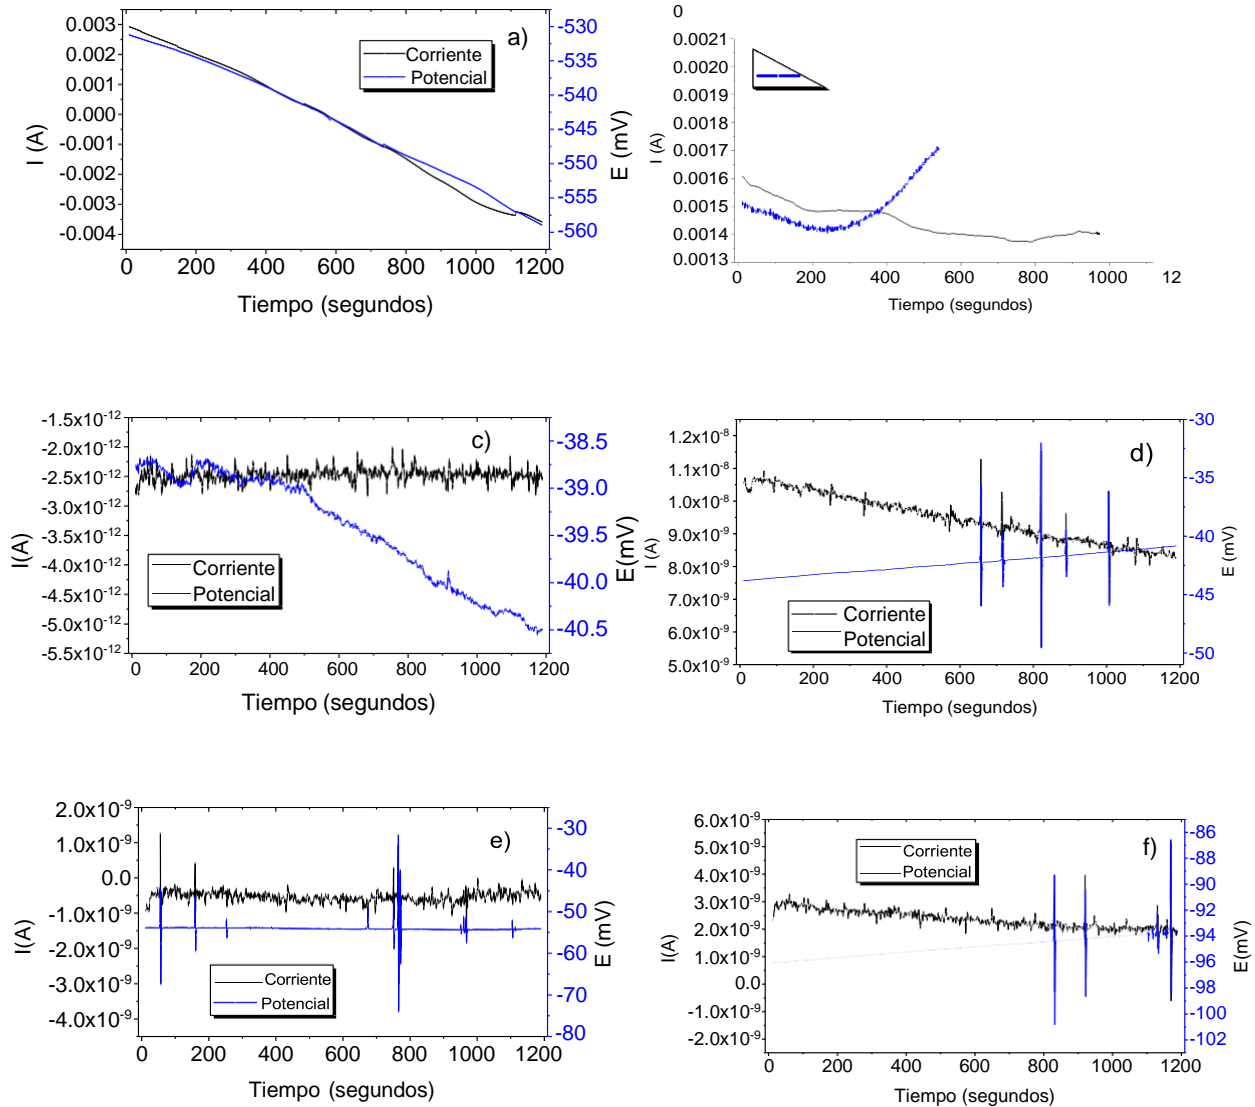 a)
I (A)
0.003
0.002
0.001
0.000
-0.001
-0.002
-0.003
-0.004
Corriente
Potencial
-530
-535
-540
-545
-550
-555
-560
E (mV)
0 200 400 600 800 1000 1200
Tiempo (segundos)
0
0.0021
0.0020
0.0019
0.0018
0.0017
0.0016
0.0015
0.0014
0.0013
I (A)
0 200 400 600 800 1000 12
Tiempo (segundos)
c)
I(A)
-1.5x10⁻¹²
-2.0x10⁻¹²
-2.5x10⁻¹²
-3.0x10⁻¹²
-3.5x10⁻¹²
-4.0x10⁻¹²
-4.5x10⁻¹²
-5.0x10⁻¹²
-5.5x10⁻¹²
Corriente
Potencial
-38.5
-39.0
-39.5
-40.0
-40.5
E(mV)
0 200 400 600 800 1000 1200
Tiempo (segundos)
d)
I (A)
1.2x10⁻⁸
1.1x10⁻⁸
1.0x10⁻⁸
9.0x10⁻⁹
8.0x10⁻⁹
7.0x10⁻⁹
6.0x10⁻⁹
5.0x10⁻⁹
Corriente
Potencial
-30
-35
-40
-45
-50
E (mV)
0 200 400 600 800 1000 1200
Tiempo (segundos)
e)
I(A)
2.0x10⁻⁹
1.0x10⁻⁹
0.0
-1.0x10⁻⁹
-2.0x10⁻⁹
-3.0x10⁻⁹
-4.0x10⁻⁹
Corriente
Potencial
-30
-40
-50
-60
-70
-80
E (mV)
0 200 400 600 800 1000 1200
Tiempo (segundos)
f)
I(A)
6.0x10⁻⁹
5.0x10⁻⁹
4.0x10⁻⁹
3.0x10⁻⁹
2.0x10⁻⁹
1.0x10⁻⁹
0.0
-1.0x10⁻⁹
-2.0x10⁻⁹
Corriente
Potencial
-86
-88
-90
-92
-94
-96
-98
-100
-102
E(mV)
0 200 400 600 800 1000 1200
Tiempo (segundos)